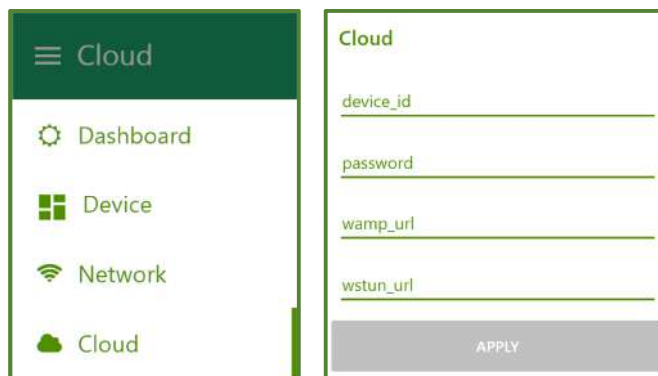 Cloud
Dashboard
Device
Network
Cloud
Cloud
device_id
password
wamp_url
wstun_url
APPLY